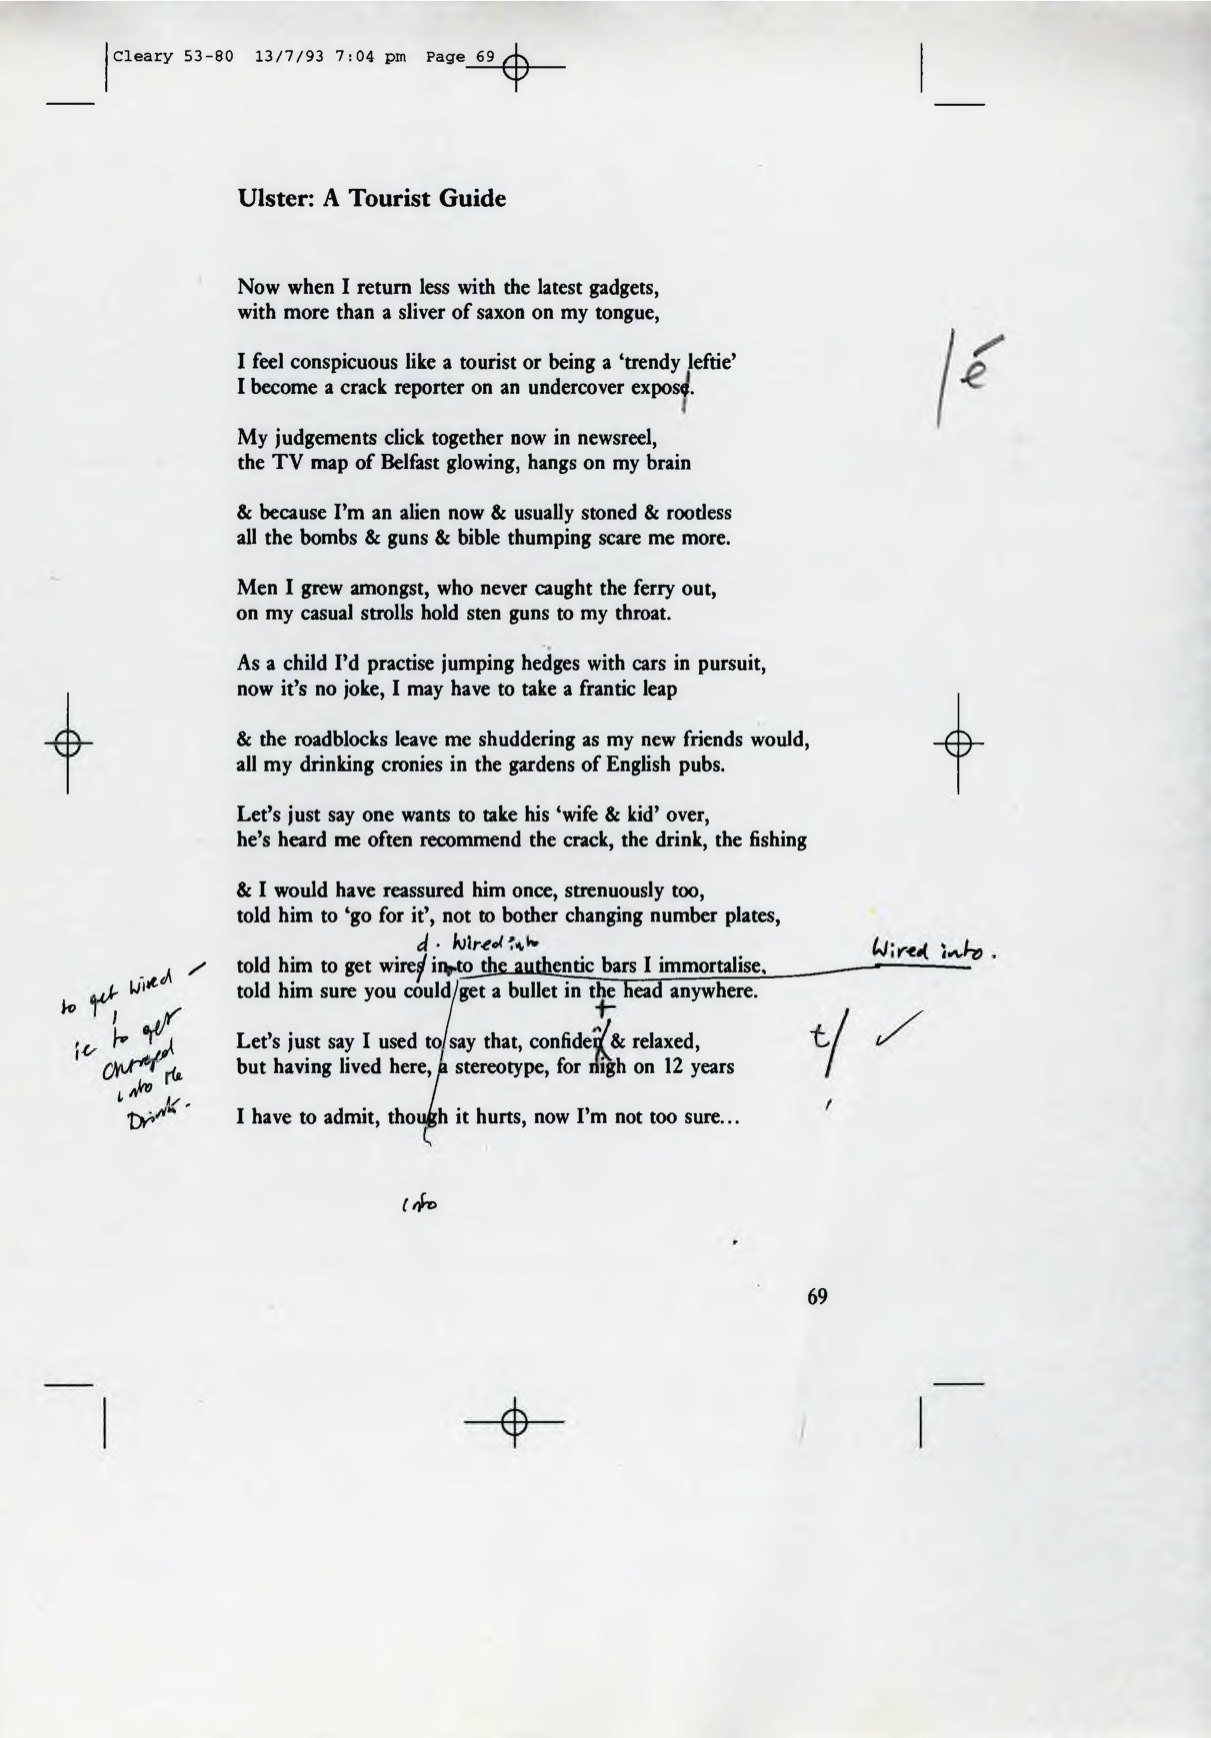 Cleary 53-80 13/7/93 7:04 pm Page 69
Ulster: A Tourist Guide
Now when I return less with the latest gadgets,
with more than a sliver of saxon on my tongue,
I feel conspicuous like a tourist or being a ‘trendy leftie’
I become a crack reporter on an undercover expose.
/é
My judgements click together now in newsreel,
the TV map of Belfast glowing, hangs on my brain
& because I’m an alien now & usually stoned & rootless
all the bombs & guns & bible thumping scare me more.
Men I grew amongst, who never caught the ferry out,
on my casual strolls hold sten guns to my throat.
As a child I’d practise jumping hedges with cars in pursuit,
now it’s no joke, I may have to take a frantic leap
& the roadblocks leave me shuddering as my new friends would,
all my drinking cronies in the gardens of English pubs.
Let’s just say one wants to take his ‘wife & kid’ over,
he’s heard me often recommend the crack, the drink, the fishing
& I would have reassured him once, strenuously too,
told him to ‘go for it’, not to bother changing number plates,
d. Wired into
told him to get wires in to the authentic bars I immortalise,
Wired into.
told him sure you could get a bullet in the head anywhere.
to get wired –
ie to get
into the
Drink.
t
Let’s just say I used to say that, confiden & relaxed,
t/ ✓
but having lived here, a stereotype, for nigh on 12 years
I have to admit, though it hurts, now I’m not too sure...
into
69